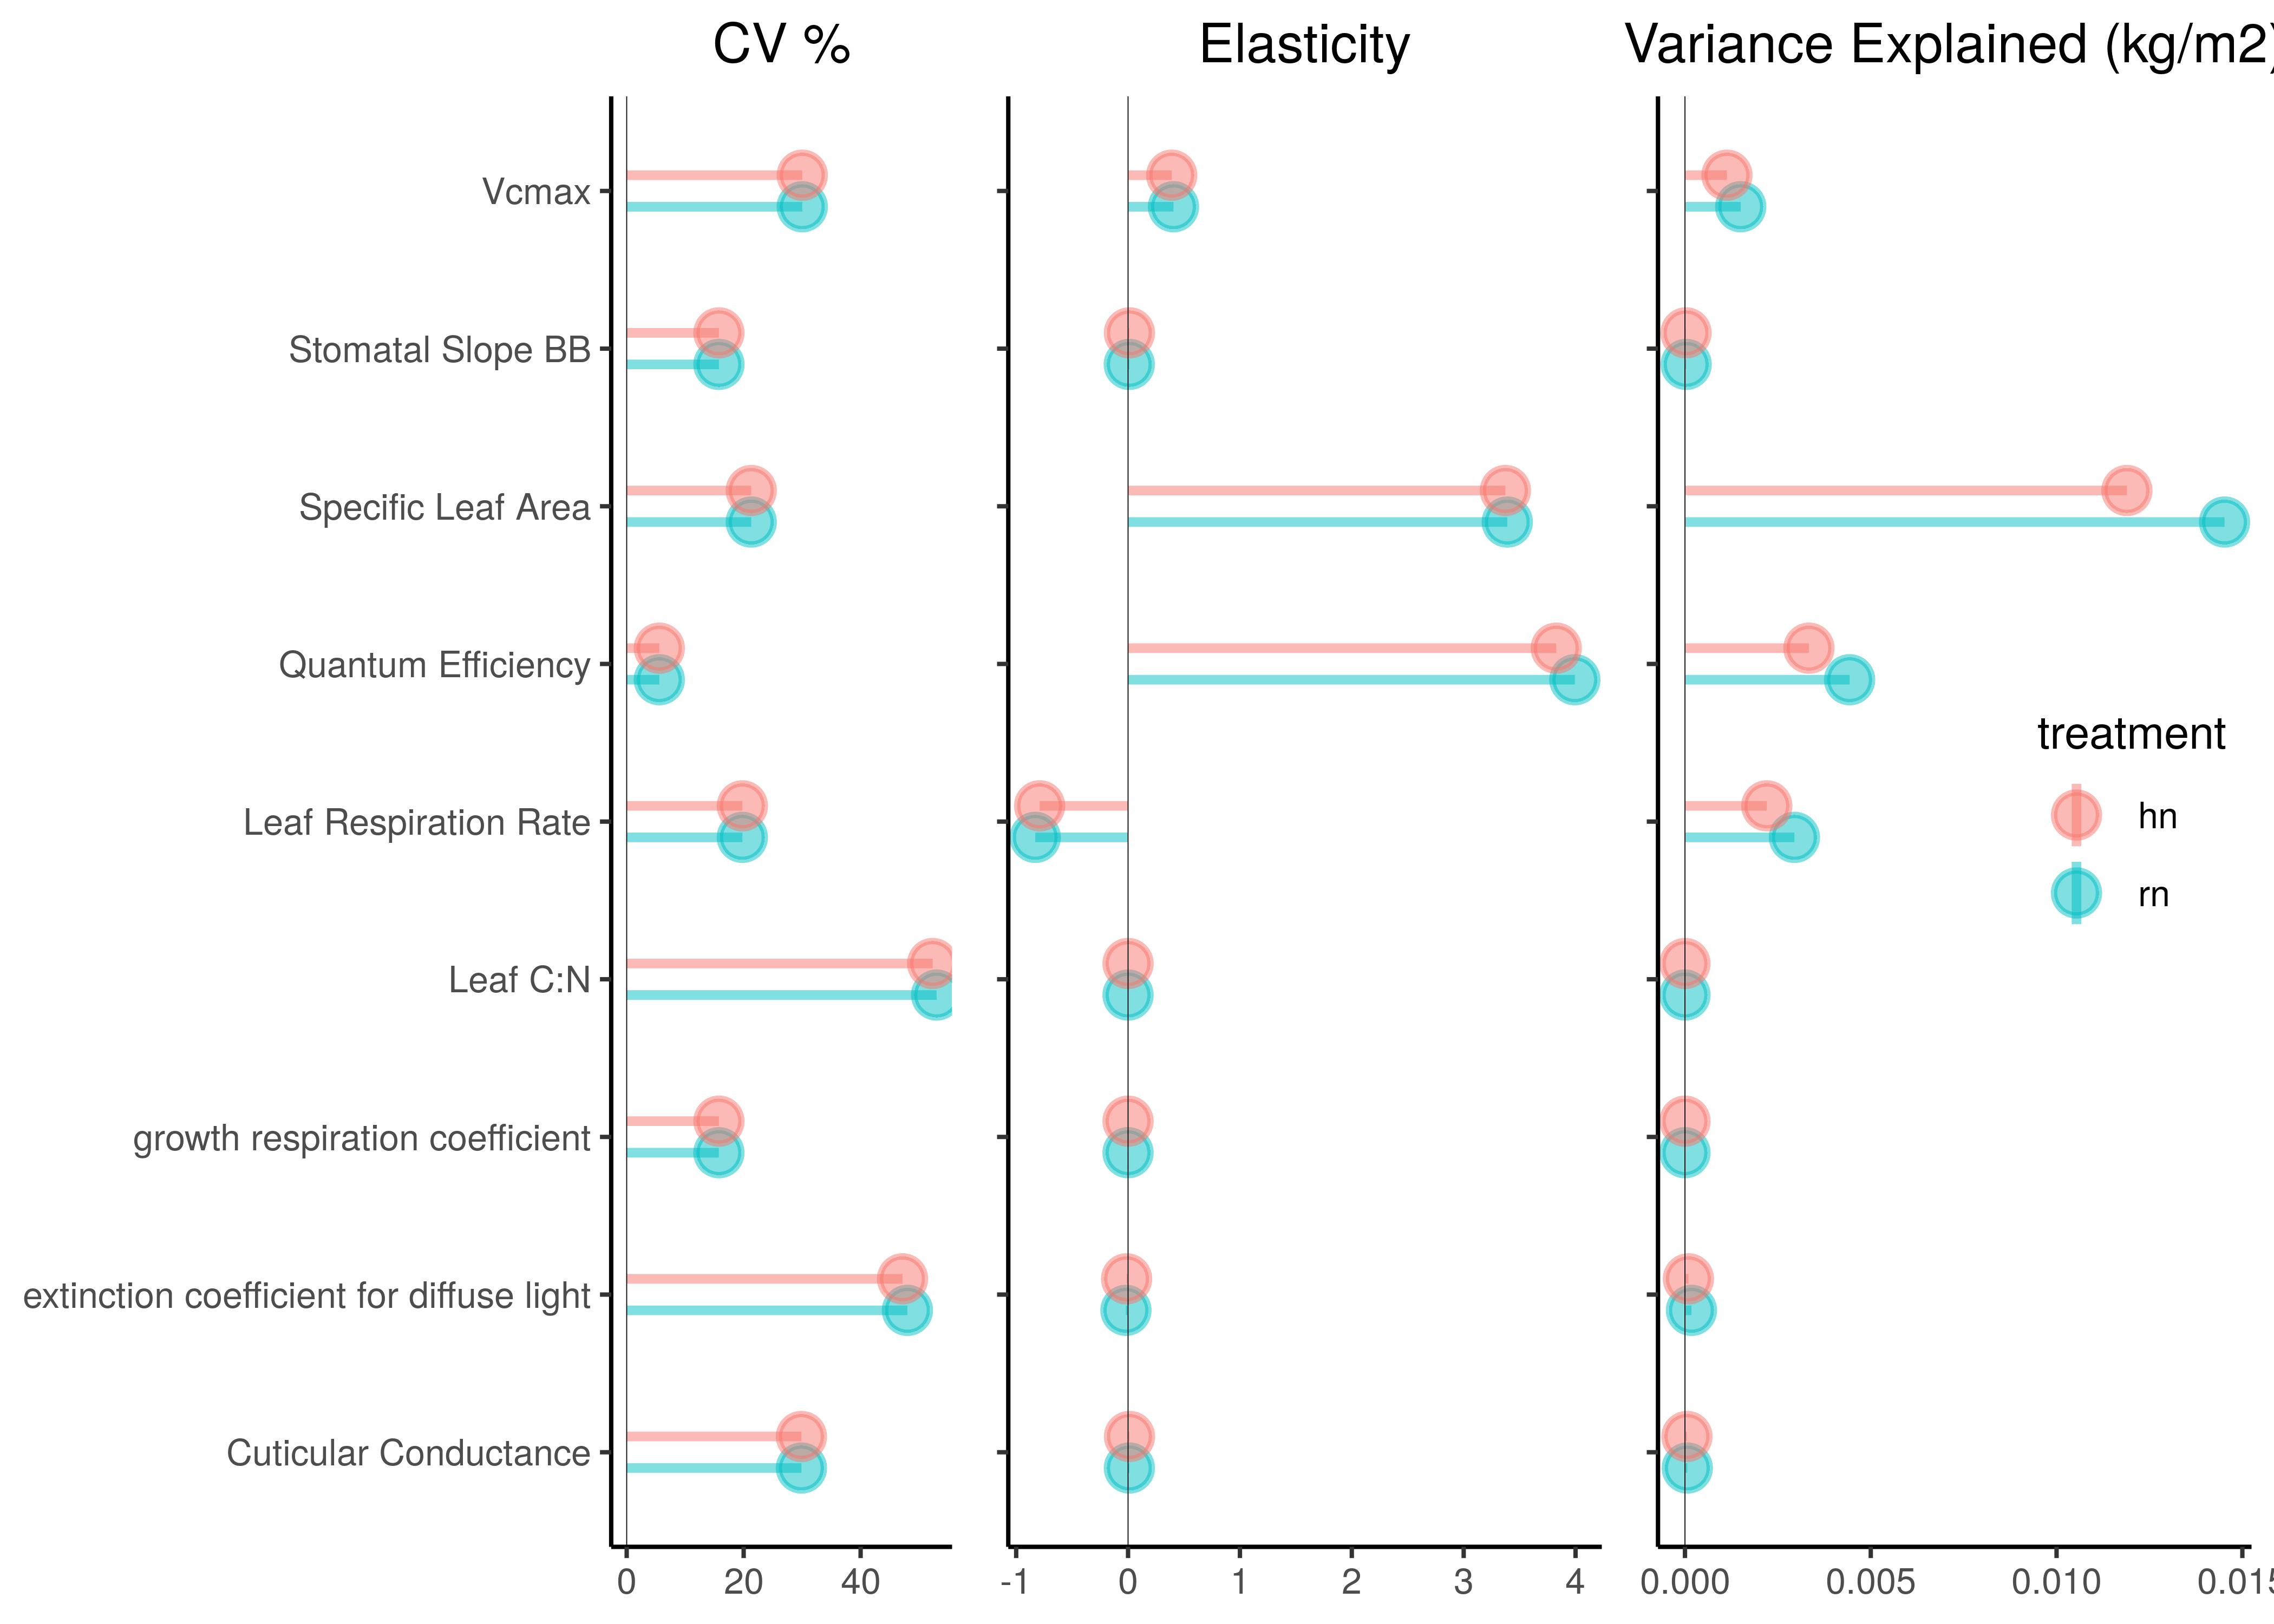 CV %
Elasticity
Variance Explained (kg/m2)
Vcmax
Stomatal Slope BB
Specific Leaf Area
Quantum Efficiency
Leaf Respiration Rate
Leaf C:N
growth respiration coefficient
extinction coefficient for diffuse light
Cuticular Conductance
treatment
hn
rn
0 20 40
-1 0 1 2 3 4
0.000 0.005 0.010 0.015